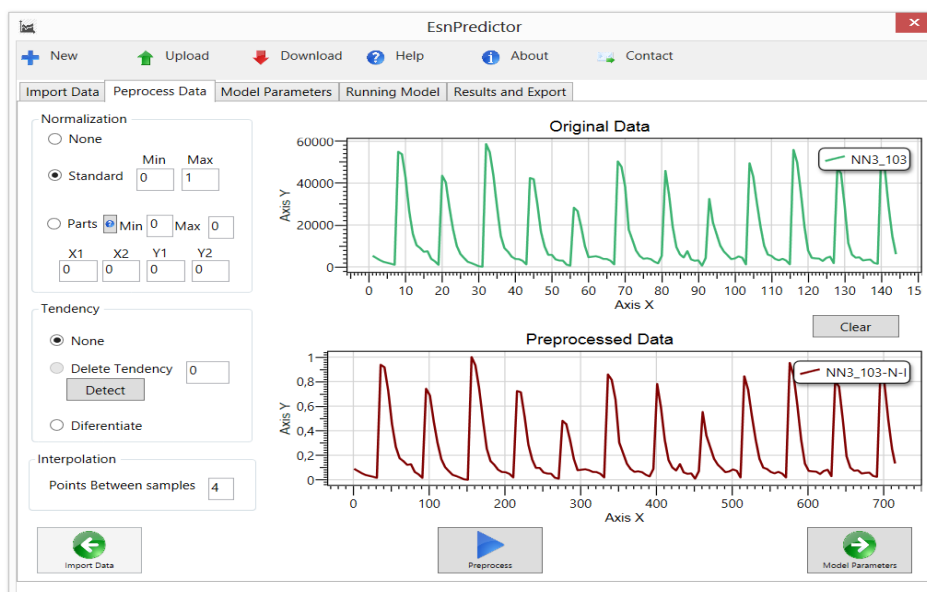 EsnPredictor
New Upload Download Help About Contact
Import Data Peprocess Data Model Parameters Running Model Results and Export
Normalization
None
Min Max
Standard 0 1
Parts Min 0 Max 0
X1 X2 Y1 Y2
0 0 0 0
Tendency
None
Delete Tendency 0
Detect
Diferentiate
Interpolation
Points Between samples 4
Original Data
NN3_103
60000
40000
20000
0
Axis Y
0 10 20 30 40 50 60 70 80 90 100 110 120 130 140 15
Axis X
Clear
Preprocessed Data
NN3_103-N-I
1
0,8
0,6
0,4
0,2
0
Axis Y
0 100 200 300 400 500 600 700
Axis X
Import Data
Preprocess
Model Parameters